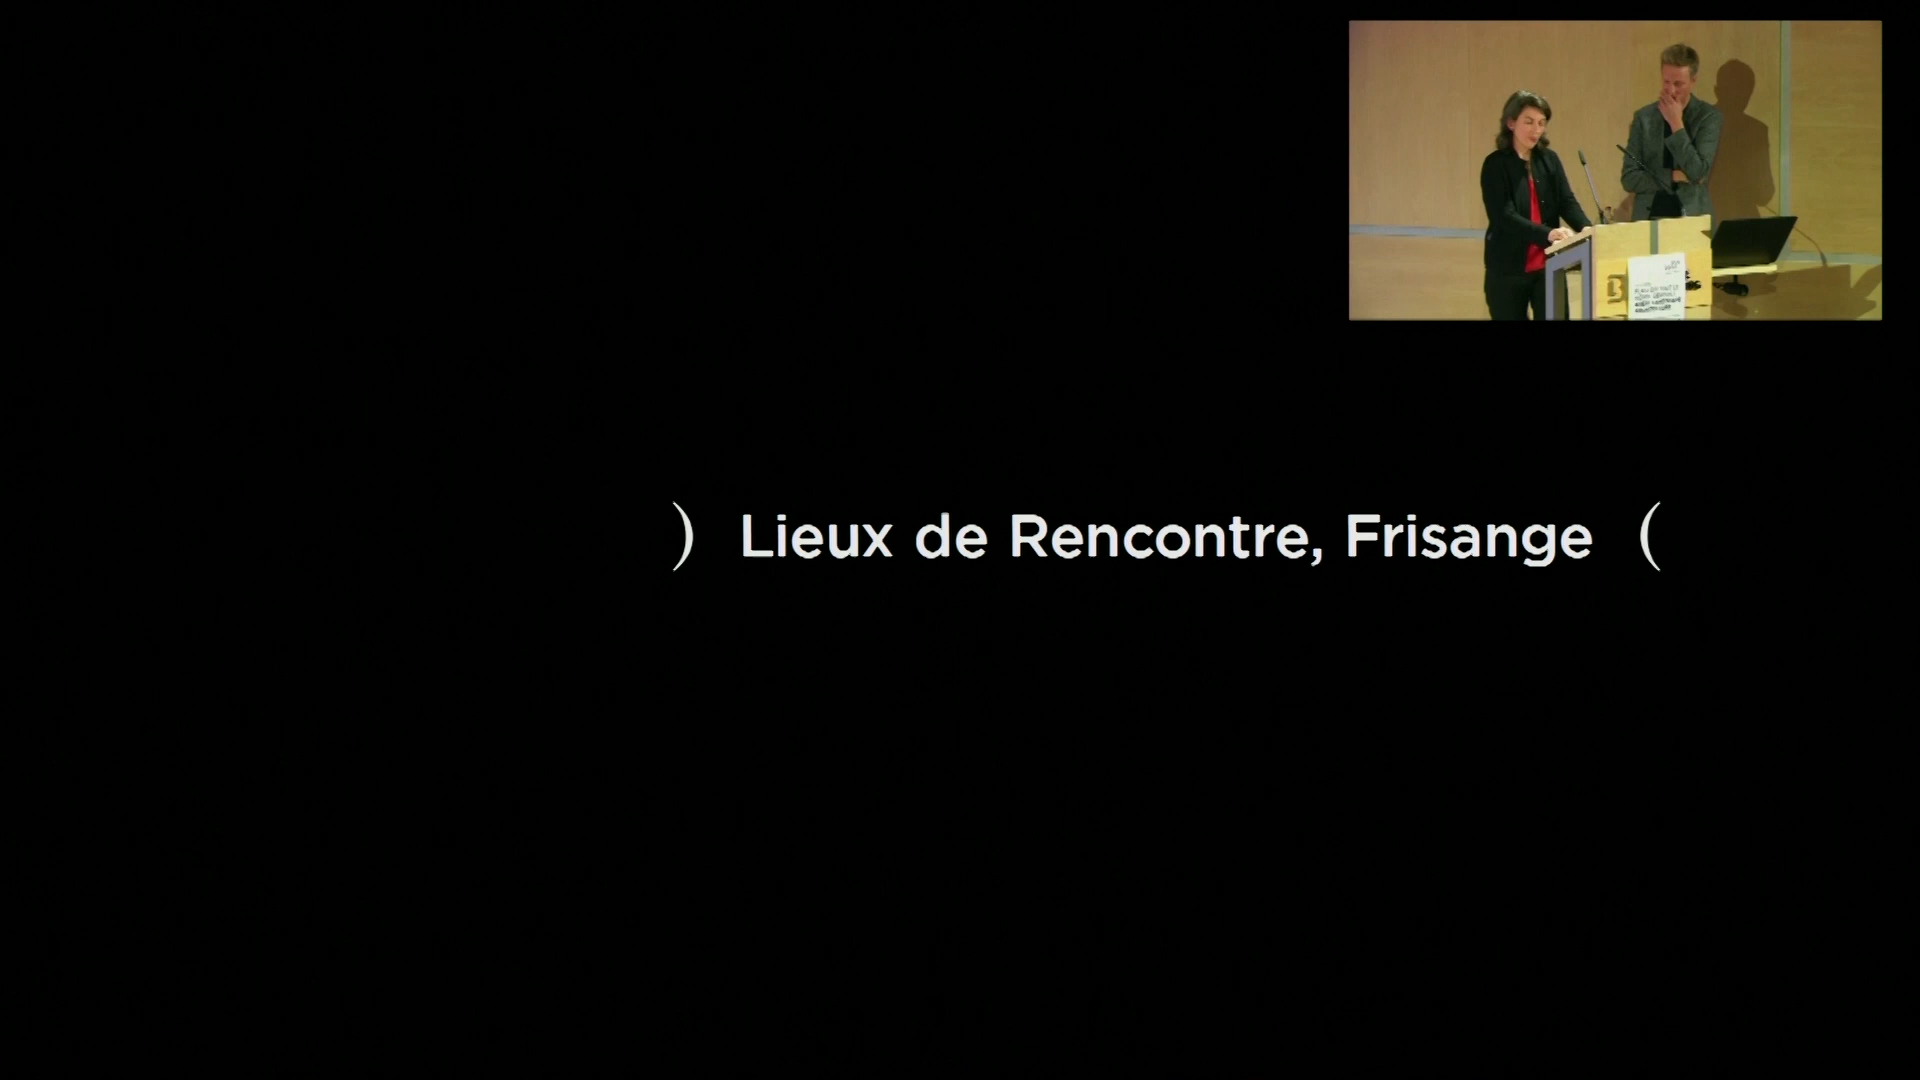 ) Lieux de Rencontre, Frisange (